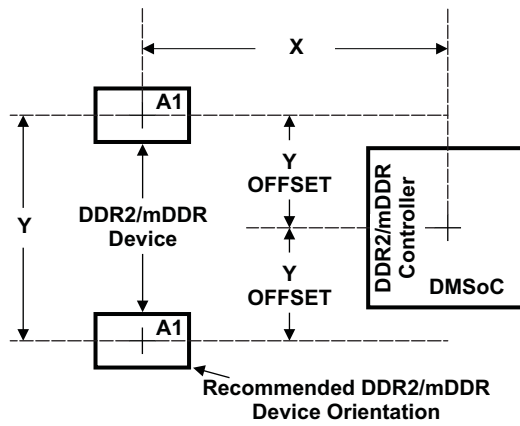 X
A1
Y
OFFSET
Y
DDR2/mDDR
Device
DDR2/mDDR
Controller
DMSoC
Y
OFFSET
A1
Recommended DDR2/mDDR
Device Orientation